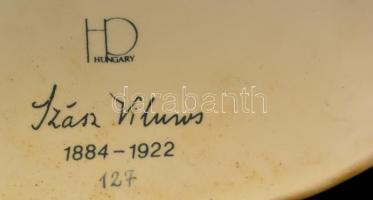 HD
HUNGARY
Szász Vilmos
1884-1922
127
darabanth